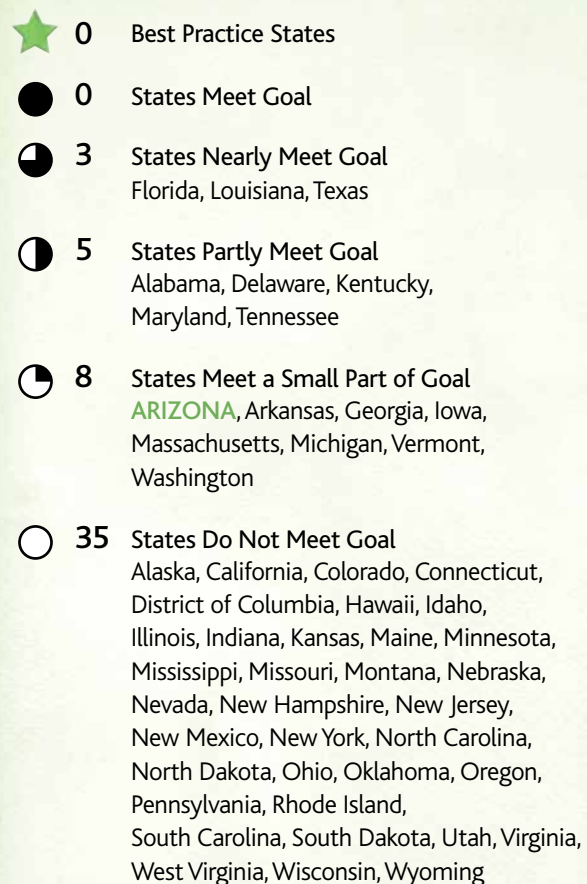 0 Best Practice States
0 States Meet Goal
3 States Nearly Meet Goal
Florida, Louisiana, Texas
5 States Partly Meet Goal
Alabama, Delaware, Kentucky,
Maryland, Tennessee
8 States Meet a Small Part of Goal
ARIZONA, Arkansas, Georgia, Iowa,
Massachusetts, Michigan, Vermont,
Washington
35 States Do Not Meet Goal
Alaska, California, Colorado, Connecticut,
District of Columbia, Hawaii, Idaho,
Illinois, Indiana, Kansas, Maine, Minnesota,
Mississippi, Missouri, Montana, Nebraska,
Nevada, New Hampshire, New Jersey,
New Mexico, New York, North Carolina,
North Dakota, Ohio, Oklahoma, Oregon,
Pennsylvania, Rhode Island,
South Carolina, South Dakota, Utah, Virginia,
West Virginia, Wisconsin, Wyoming